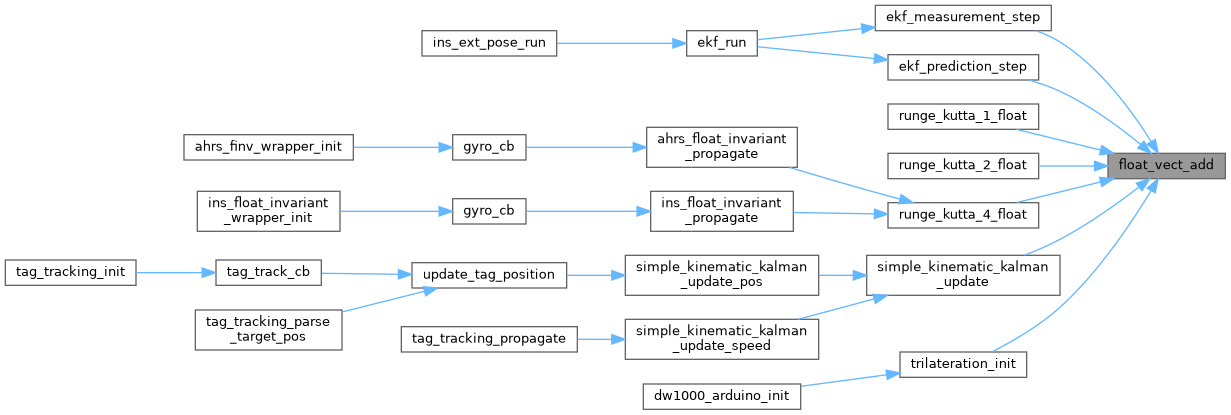 ekf_measurement_step
ins_ext_pose_run
ekf_run
ekf_prediction_step
runge_kutta_1_float
ahrs_finv_wrapper_init
gyro_cb
ahrs_float_invariant
_propagate
runge_kutta_2_float
float_vect_add
ins_float_invariant
_wrapper_init
gyro_cb
ins_float_invariant
_propagate
runge_kutta_4_float
tag_tracking_init
tag_track_cb
update_tag_position
simple_kinematic_kalman
_update_pos
simple_kinematic_kalman
_update
tag_tracking_parse
_target_pos
tag_tracking_propagate
simple_kinematic_kalman
_update_speed
trilateration_init
dw1000_arduino_init